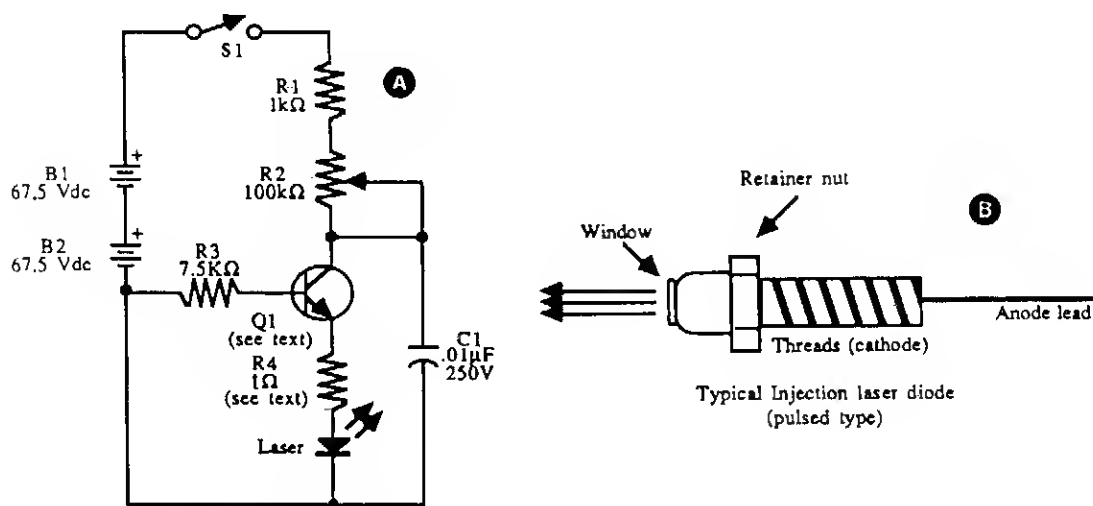 S1
A
R1
1kΩ
B1
67.5 Vdc
R2
100kΩ
Retainer nut
B
Window
B2
67.5 Vdc
R3
7.5KΩ
Anode lead
Q1
(see text)
C1
.01µF
250V
Threads (cathode)
R4
1Ω
(see text)
Typical Injection laser diode
(pulsed type)
Laser
+
+